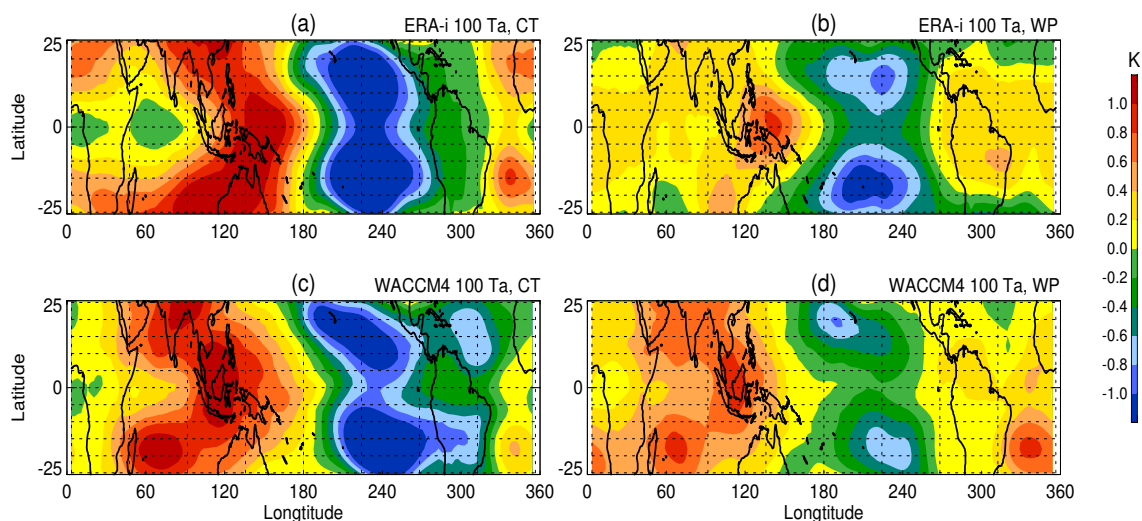 (a) ERA-i 100 Ta, CT
(b) ERA-i 100 Ta, WP
25
0
-25
Latitude
0 60 120 180 240 300 360
25
0
-25
0 60 120 180 240 300 360
K
1.0
0.8
0.6
0.4
0.2
0.0
-0.2
-0.4
-0.6
-0.8
-1.0
(c) WACCM4 100 Ta, CT
(d) WACCM4 100 Ta, WP
25
0
-25
Latitude
0 60 120 180 240 300 360
Longtitude
25
0
-25
0 60 120 180 240 300 360
Longtitude